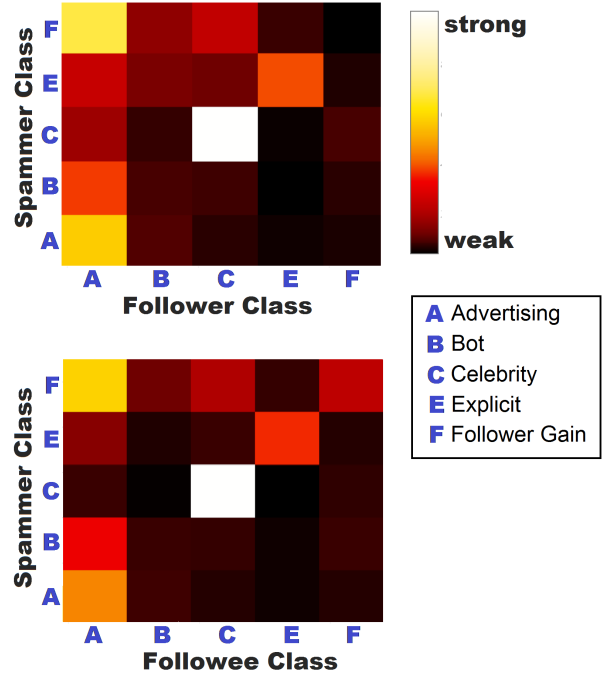 strong
weak
Spammer Class
F
E
C
B
A
A B C E F
Follower Class
A Advertising
B Bot
C Celebrity
E Explicit
F Follower Gain
Spammer Class
F
E
C
B
A
A B C E F
Followee Class